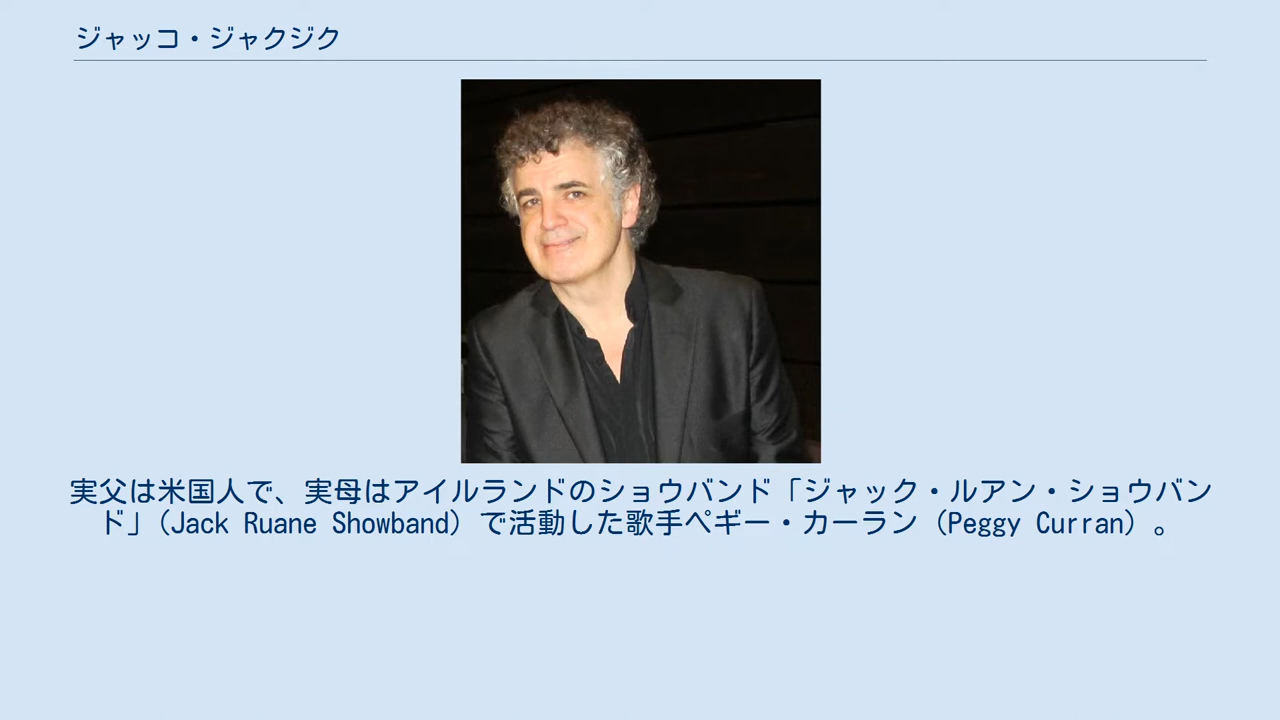 ジャッコ・ジャクジク
実父は米国人で、実母はアイルランドのショウバンド「ジャック・ルアン・ショウバン
ド」（Jack Ruane Showband）で活動した歌手ペギー・カーラン（Peggy Curran）。